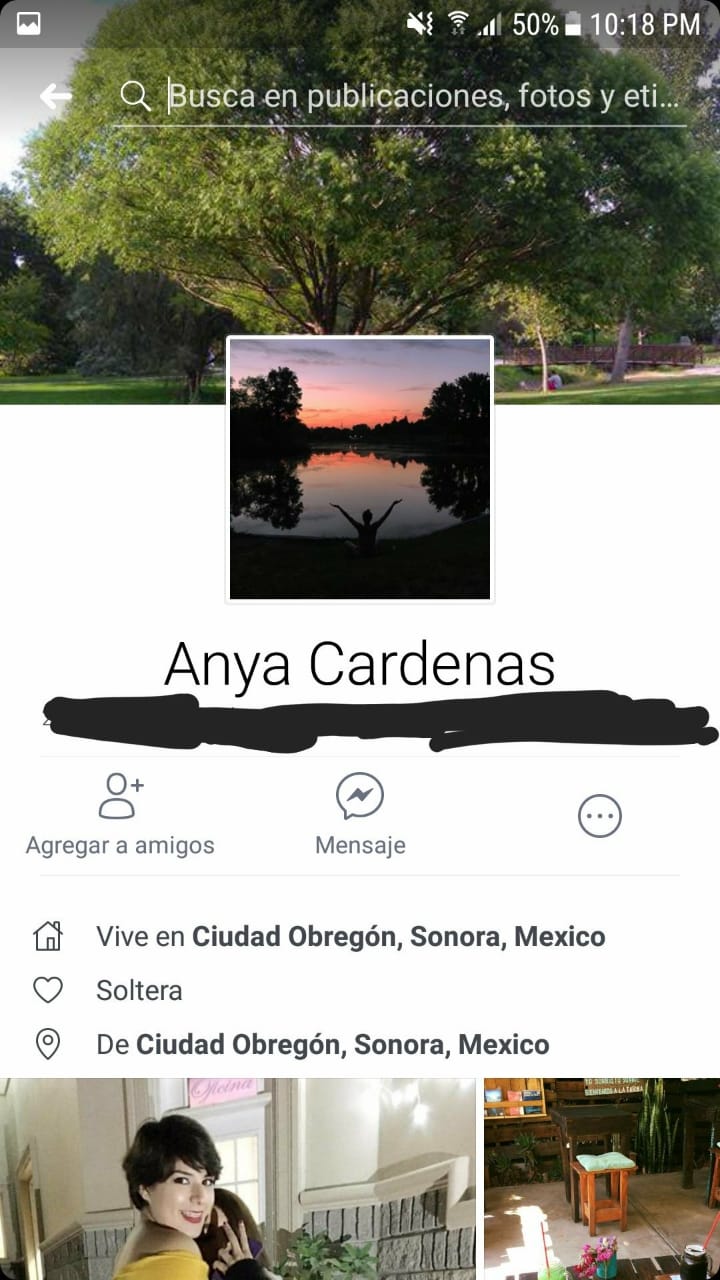 50% 10:18 PM
Busca en publicaciones, fotos y eti...
Anya Cardenas
Agregar a amigos
Mensaje
Vive en Ciudad Obregón, Sonora, Mexico
Soltera
De Ciudad Obregón, Sonora, Mexico
Oficina